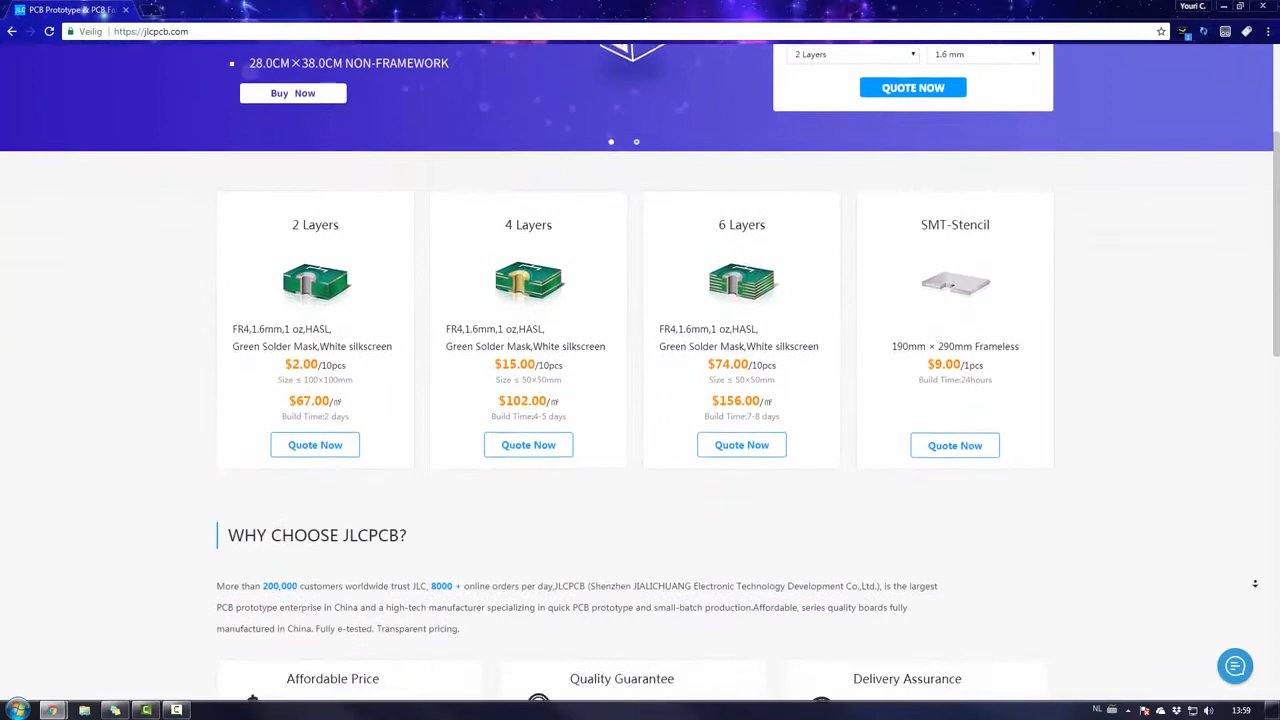 PCB Prototype & PCB F
Youri C.
Veilig
https://jlcpcb.com
28.0CM×38.0CM NON-FRAMEWORK
Buy Now
2 Layers
1.6 mm
QUOTE NOW
2 Layers
FR4,1.6mm,1 oz,HASL,
Green Solder Mask,White silkscreen
$2.00/10pcs
Size ≤ 100×100mm
$67.00/㎡
Build Time:2 days
Quote Now
4 Layers
FR4,1.6mm,1 oz,HASL,
Green Solder Mask,White silkscreen
$15.00/10pcs
Size ≤ 50×50mm
$102.00/㎡
Build Time:4-5 days
Quote Now
6 Layers
FR4,1.6mm,1 oz,HASL,
Green Solder Mask,White silkscreen
$74.00/10pcs
Size ≤ 50×50mm
$156.00/㎡
Build Time:7-8 days
Quote Now
SMT-Stencil
190mm × 290mm Frameless
$9.00/1pcs
Build Time:24hours
Quote Now
WHY CHOOSE JLCPCB?
More than 200,000 customers worldwide trust JLC, 8000 + online orders per day,JLCPCB (Shenzhen JIALICHUANG Electronic Technology Development Co.,Ltd.), is the largest
PCB prototype enterprise in China and a high-tech manufacturer specializing in quick PCB prototype and small-batch production.Affordable, series quality boards fully
manufactured in China. Fully e-tested. Transparent pricing.
Affordable Price
Quality Guarantee
Delivery Assurance
NL
13:59